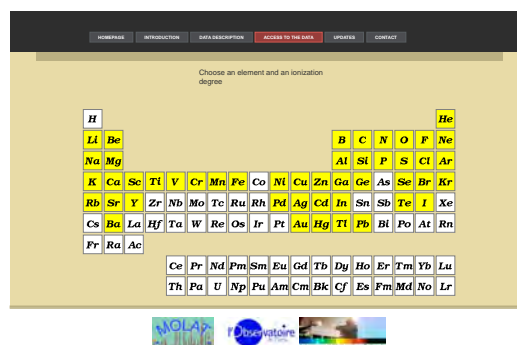 HOMEPAGE INTRODUCTION DATA DESCRIPTION ACCESS TO THE DATA UPDATES CONTACT
Choose an element and an ionization
degree
H He
Li Be B C N O F Ne
Na Mg Al Si P S Cl Ar
K Ca Sc Ti V Cr Mn Fe Co Ni Cu Zn Ga Ge As Se Br Kr
Rb Sr Y Zr Nb Mo Tc Ru Rh Pd Ag Cd In Sn Sb Te I Xe
Cs Ba La Hf Ta W Re Os Ir Pt Au Hg Tl Pb Bi Po At Rn
Fr Ra Ac
Ce Pr Nd Pm Sm Eu Gd Tb Dy Ho Er Tm Yb Lu
Th Pa U Np Pu Am Cm Bk Cf Es Fm Md No Lr
MOLAT l'Observatoire